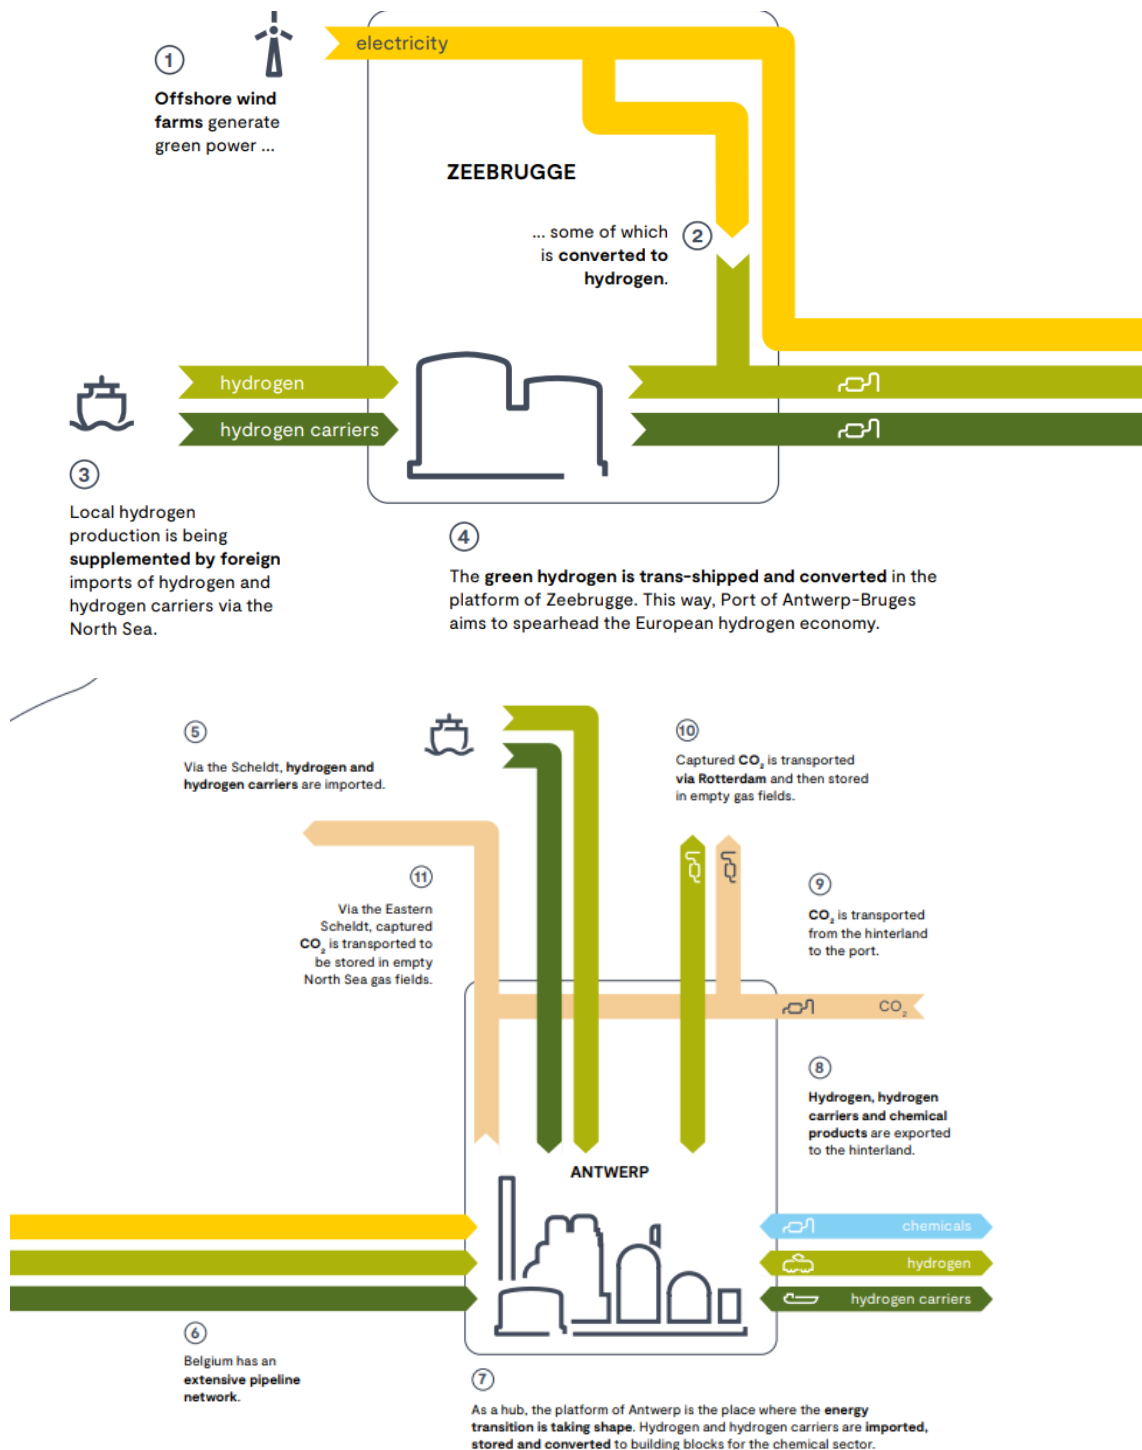 electricity
1
Offshore wind
farms generate
green power ...
ZEEBRUGGE
... some of which
is converted to
hydrogen.
2
hydrogen
hydrogen carriers
3
Local hydrogen
production is being
supplemented by foreign
imports of hydrogen and
hydrogen carriers via the
North Sea.
4
The green hydrogen is trans-shipped and converted in the
platform of Zeebrugge. This way, Port of Antwerp-Bruges
aims to spearhead the European hydrogen economy.
5
Via the Scheldt, hydrogen and
hydrogen carriers are imported.
10
Captured CO₂ is transported
via Rotterdam and then stored
in empty gas fields.
11
Via the Eastern
Scheldt, captured
CO₂ is transported to
be stored in empty
North Sea gas fields.
9
CO₂ is transported
from the hinterland
to the port.
CO₂
8
Hydrogen, hydrogen
carriers and chemical
products are exported
to the hinterland.
ANTWERP
chemicals
hydrogen
hydrogen carriers
6
Belgium has an
extensive pipeline
network.
7
As a hub, the platform of Antwerp is the place where the energy
transition is taking shape. Hydrogen and hydrogen carriers are imported,
stored and converted to building blocks for the chemical sector.